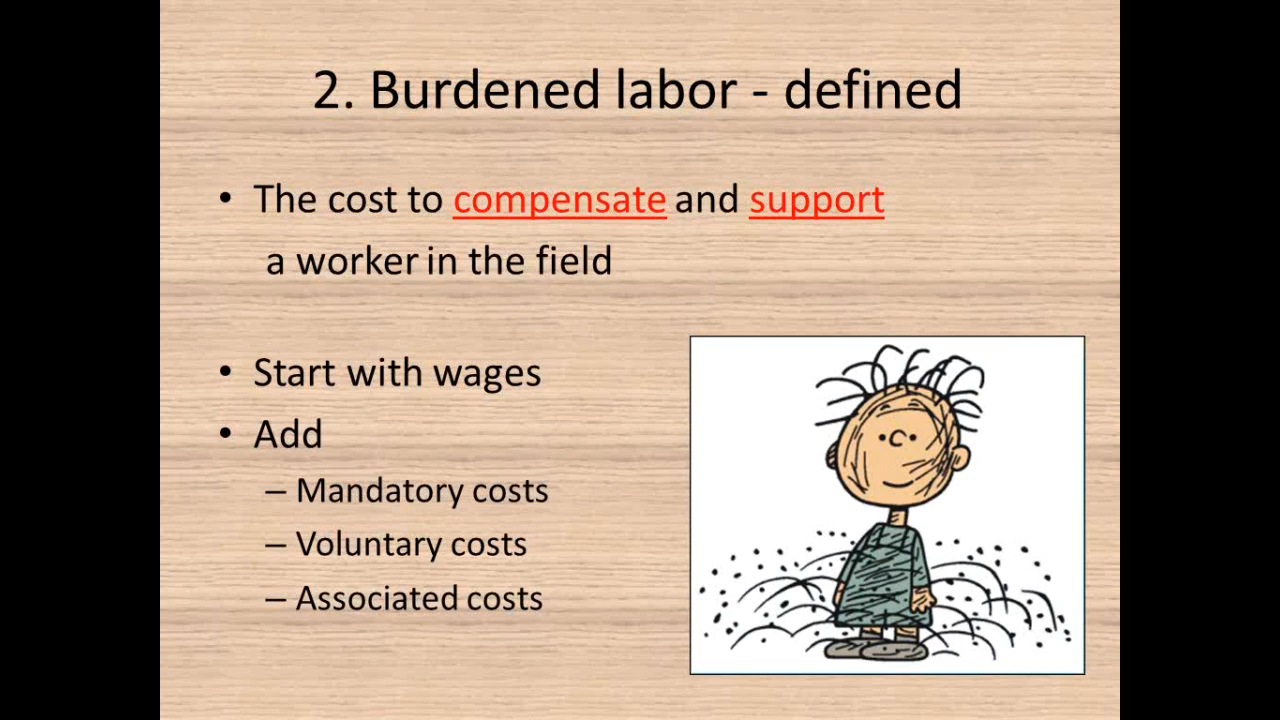 2. Burdened labor - defined
• The cost to compensate and support
a worker in the field
• Start with wages
• Add
– Mandatory costs
– Voluntary costs
– Associated costs